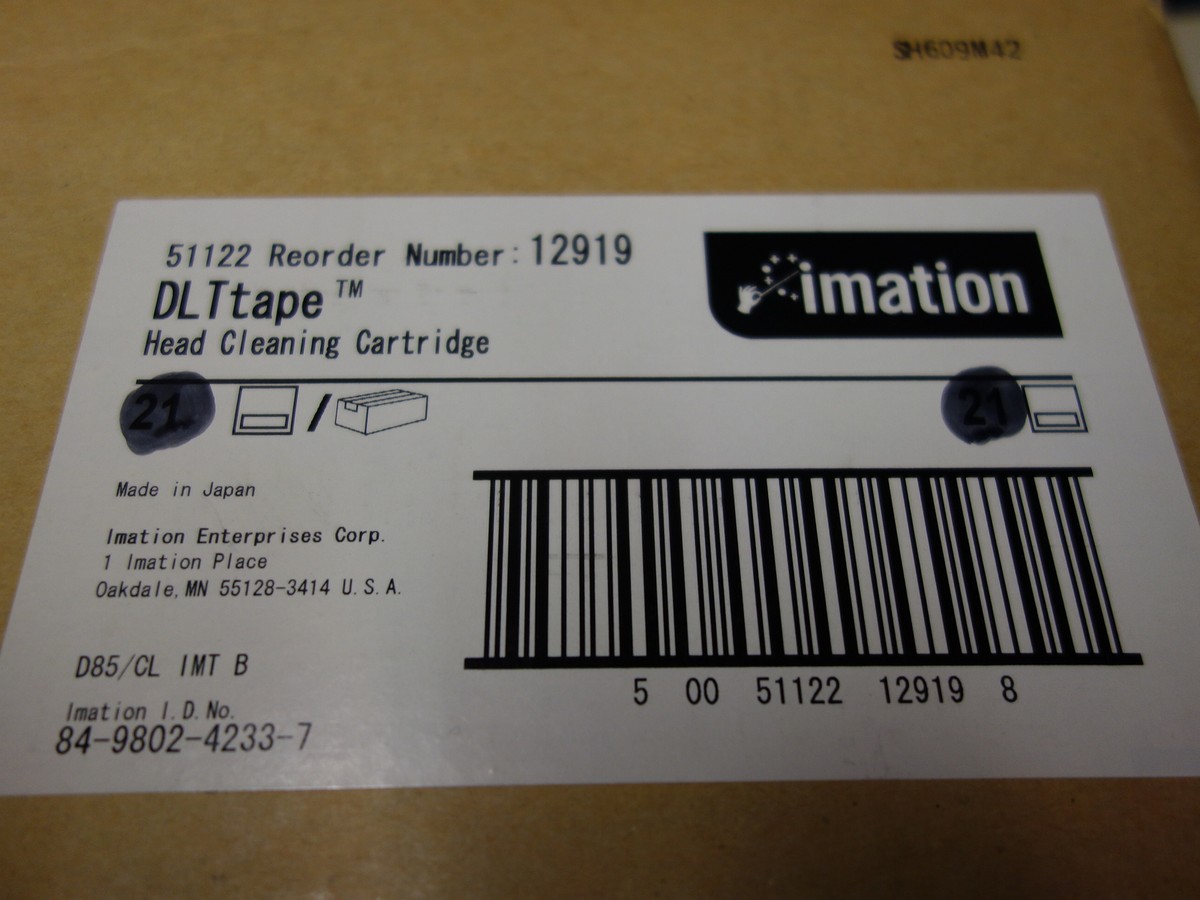 SH609M42
51122 Reorder Number: 12919
imation
DLTtape™
Head Cleaning Cartridge
21 /
21
Made in Japan
Imation Enterprises Corp.
1 Imation Place
Oakdale, MN 55128-3414 U.S.A.
D85/CL IMT B
Imation I.D.No.
84-9802-4233-7
5 00 51122 12919 8